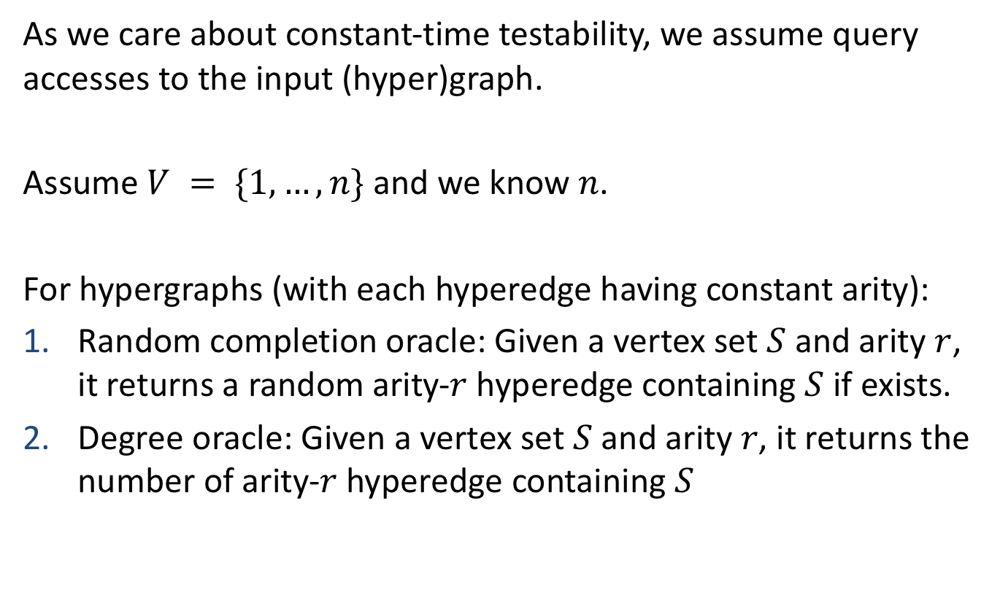 As we care about constant-time testability, we assume query
accesses to the input (hyper)graph.
Assume V = {1, ... , n} and we know n.
For hypergraphs (with each hyperedge having constant arity):
1. Random completion oracle: Given a vertex set S and arity r,
it returns a random arity-r hyperedge containing S if exists.
2. Degree oracle: Given a vertex set S and arity r, it returns the
number of arity-r hyperedge containing S